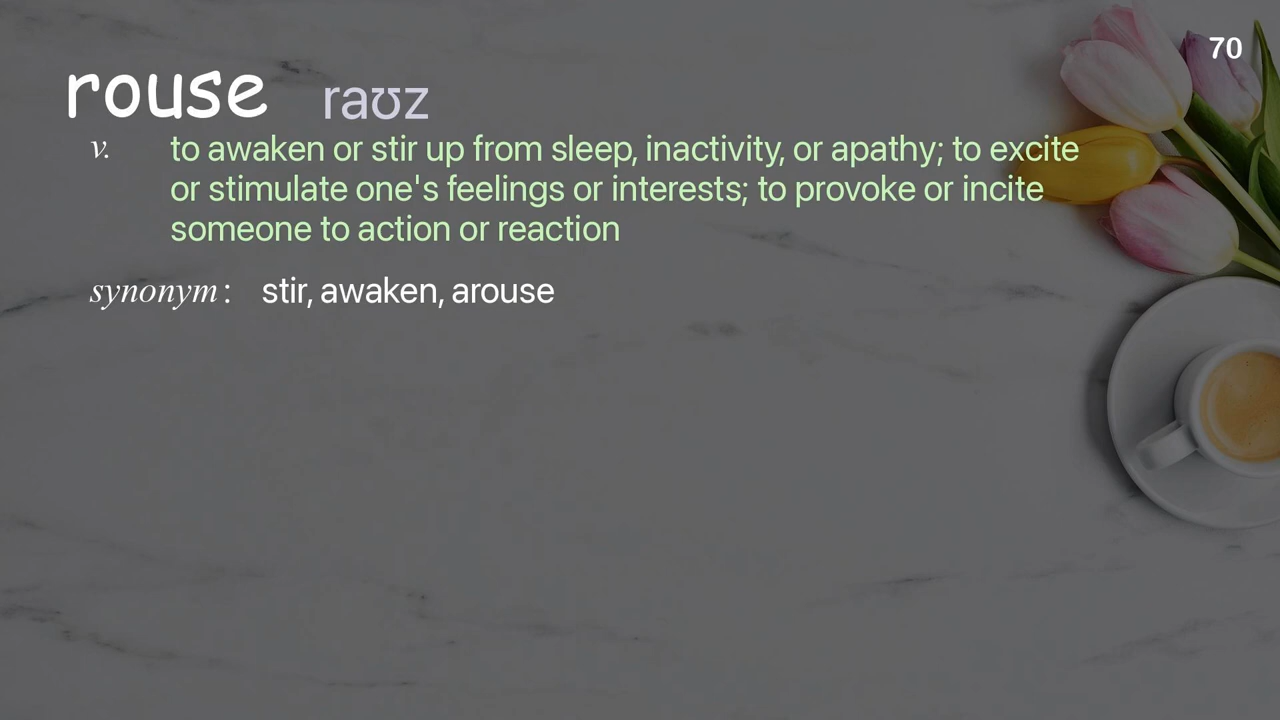 70
rouse raʊz
v. to awaken or stir up from sleep, inactivity, or apathy; to excite
or stimulate one's feelings or interests; to provoke or incite
someone to action or reaction
synonym: stir, awaken, arouse